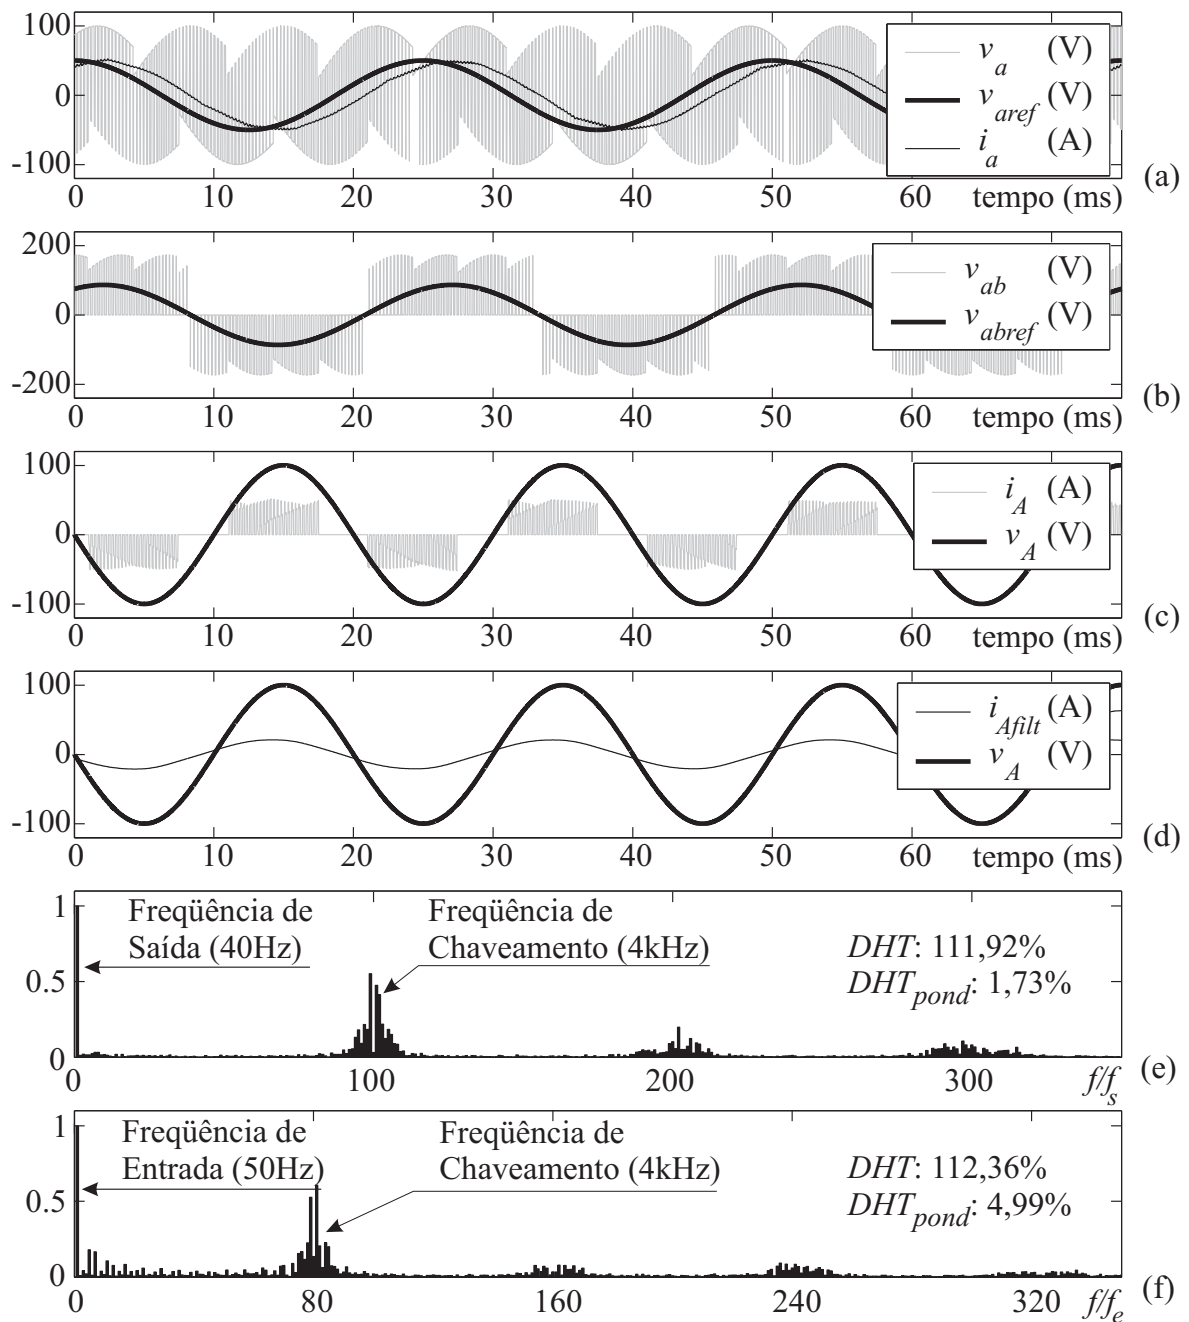 100
0
-100
v_a (V)
v_aref (V)
i_a (A)
0 10 20 30 40 50 60 tempo (ms)
(a)
200
0
-200
v_ab (V)
v_abref (V)
0 10 20 30 40 50 60 tempo (ms)
(b)
100
0
-100
i_A (A)
v_A (V)
0 10 20 30 40 50 60 tempo (ms)
(c)
100
0
-100
i_Afilt (A)
v_A (V)
0 10 20 30 40 50 60 tempo (ms)
(d)
1
0.5
0
Freqüência de
Saída (40Hz)
Freqüência de
Chaveamento (4kHz)
DHT: 111,92%
DHT_pond: 1,73%
0 100 200 300 f/f_s
(e)
1
0.5
0
Freqüência de
Entrada (50Hz)
Freqüência de
Chaveamento (4kHz)
DHT: 112,36%
DHT_pond: 4,99%
0 80 160 240 320 f/f_e
(f)